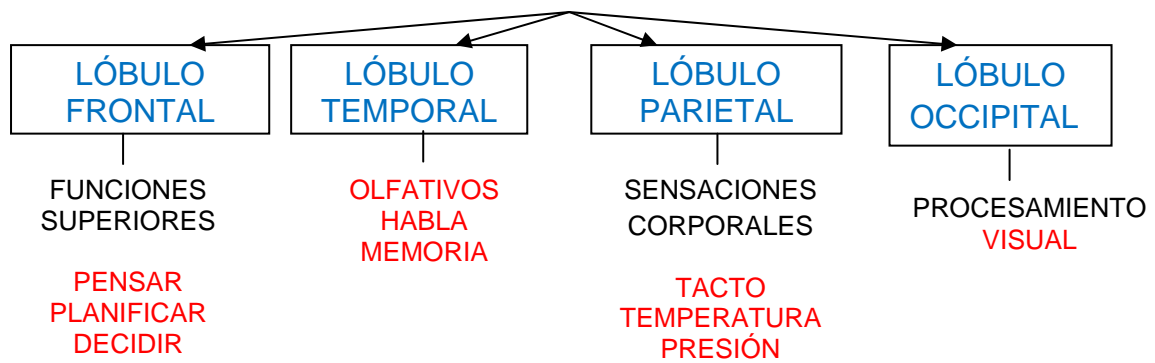 LÓBULO
FRONTAL
FUNCIONES
SUPERIORES
PENSAR
PLANIFICAR
DECIDIR
LÓBULO
TEMPORAL
OLFATIVOS
HABLA
MEMORIA
LÓBULO
PARIETAL
SENSACIONES
CORPORALES
TACTO
TEMPERATURA
PRESIÓN
LÓBULO
OCCIPITAL
PROCESAMIENTO
VISUAL